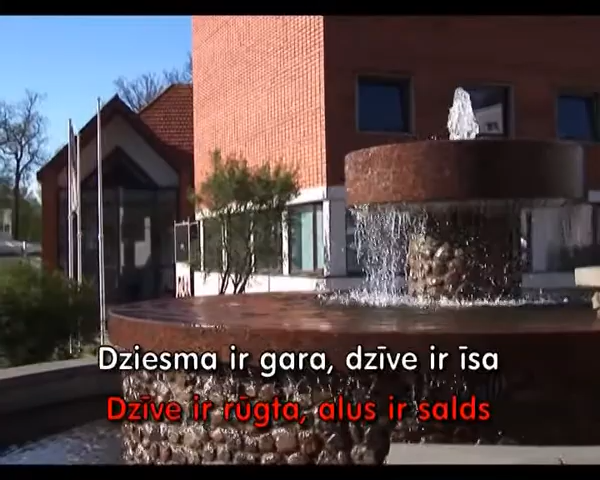 Dziesma ir gara, dzīve ir īsa
Dzīve ir rūgta, alus ir salds